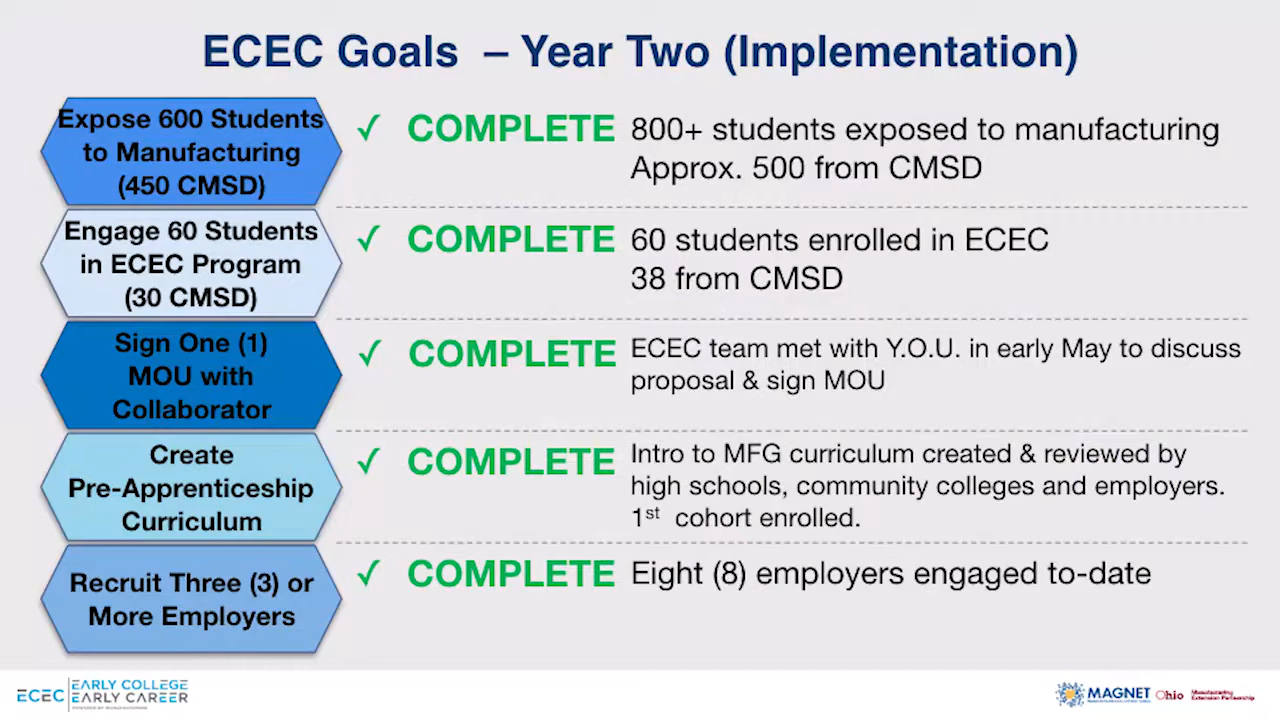 ECEC Goals – Year Two (Implementation)
Expose 600 Students
to Manufacturing
(450 CMSD)
✓ COMPLETE
800+ students exposed to manufacturing
Approx. 500 from CMSD
Engage 60 Students
in ECEC Program
(30 CMSD)
✓ COMPLETE
60 students enrolled in ECEC
38 from CMSD
Sign One (1)
MOU with
Collaborator
✓ COMPLETE
ECEC team met with Y.O.U. in early May to discuss
proposal & sign MOU
Create
Pre-Apprenticeship
Curriculum
✓ COMPLETE
Intro to MFG curriculum created & reviewed by
high schools, community colleges and employers.
1st cohort enrolled.
Recruit Three (3) or
More Employers
✓ COMPLETE
Eight (8) employers engaged to-date
ECEC
EARLY COLLEGE
EARLY CAREER
MAGNET
Ohio
Manufacturing
Extension Partnership